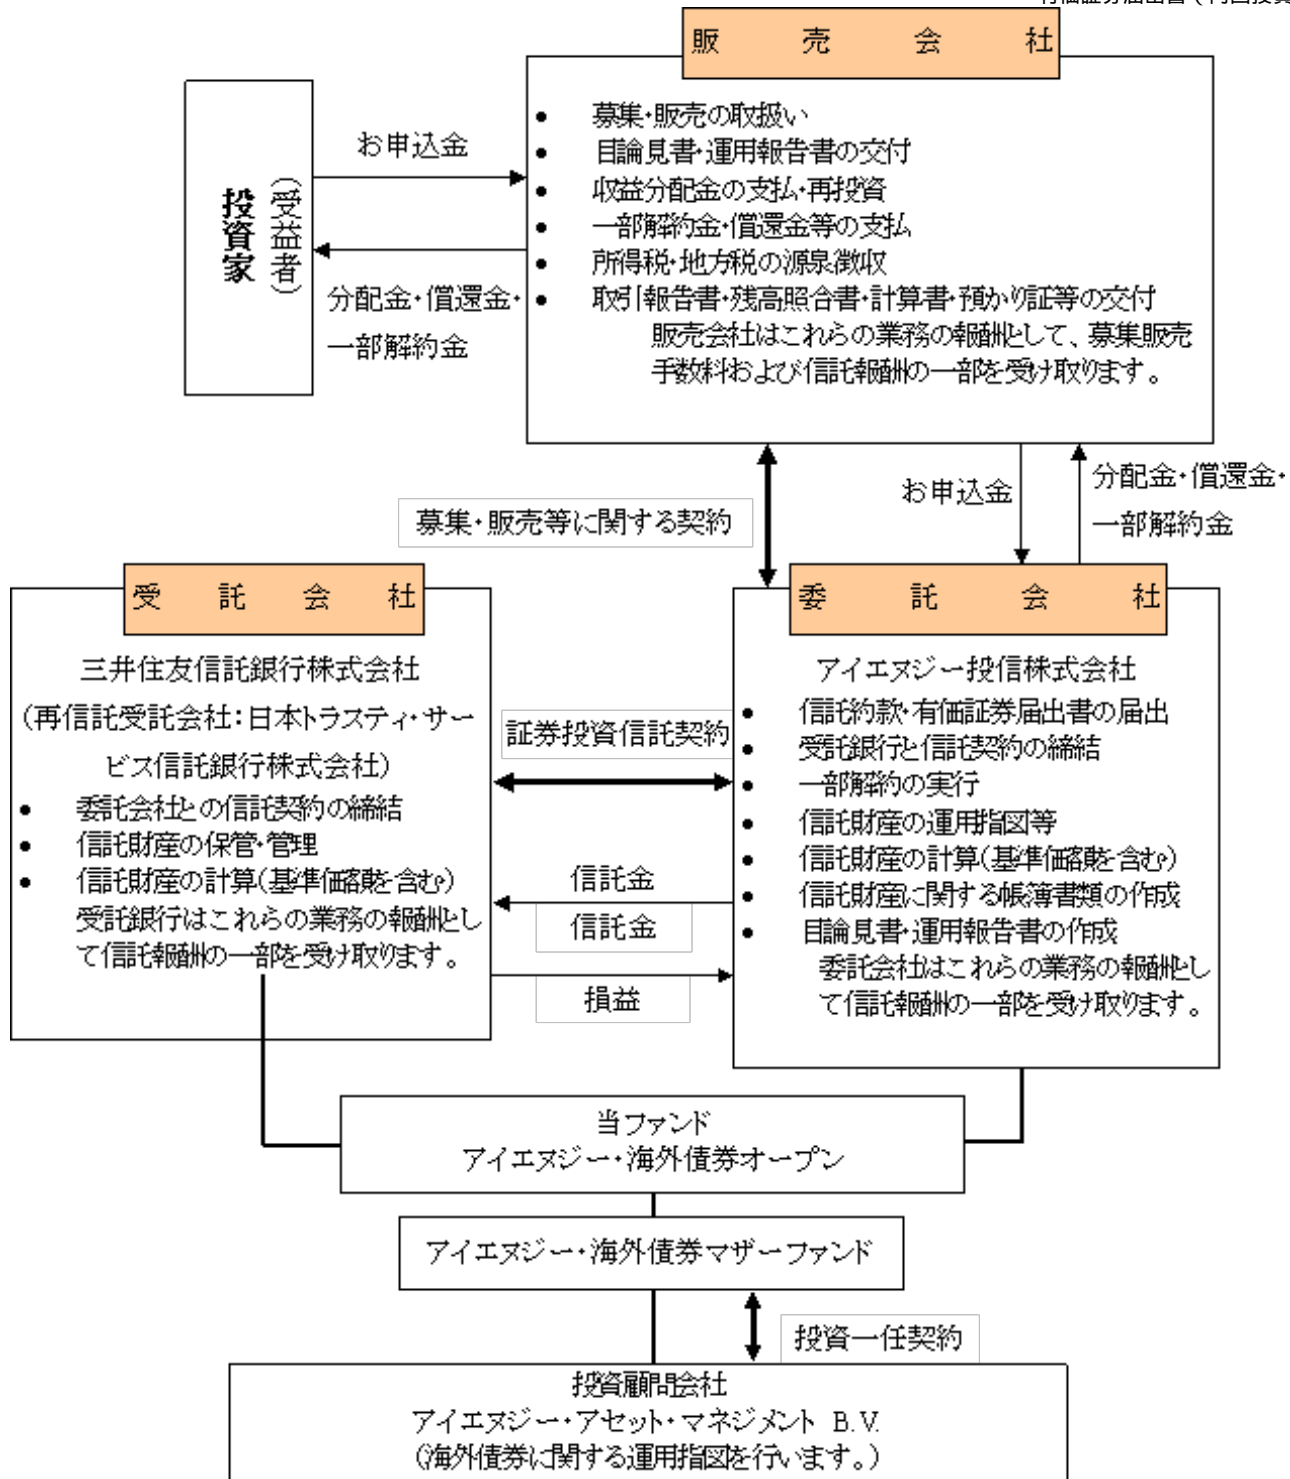 販売会社
・募集・販売の取扱い
・目論見書・運用報告書の交付
・収益分配金の支払・再投資
・一部解約金・償還金等の支払
・所得税・地方税の源泉徴収
・取引報告書・残高照合書・計算書・預かり証等の交付
販売会社はこれらの業務の報酬として、募集販売
手数料および信託報酬の一部を受け取ります。
投資家
(受益者)
お申込金
分配金・償還金・
一部解約金
募集・販売等に関する契約
お申込金
分配金・償還金・
一部解約金
受託会社
三井住友信託銀行株式会社
(再信託受託会社:日本トラスティ・サー
ビス信託銀行株式会社)
・委託会社との信託契約の締結
・信託財産の保管・管理
・信託財産の計算(基準価額を含む)
受託銀行はこれらの業務の報酬とし
て信託報酬の一部を受け取ります。
証券投資信託契約
信託金
信託金
損益
委託会社
アイエヌジー投信株式会社
・信託約款・有価証券届出書の届出
・受託銀行と信託契約の締結
・一部解約の実行
・信託財産の運用指図等
・信託財産の計算(基準価額を含む)
・信託財産に関する帳簿書類の作成
・目論見書・運用報告書の作成
委託会社はこれらの業務の報酬とし
て信託報酬の一部を受け取ります。
当ファンド
アイエヌジー・海外債券オープン
アイエヌジー・海外債券マザーファンド
投資一任契約
投資顧問会社
アイエヌジー・アセット・マネジメント B.V.
(海外債券に関する運用指図を行います。)